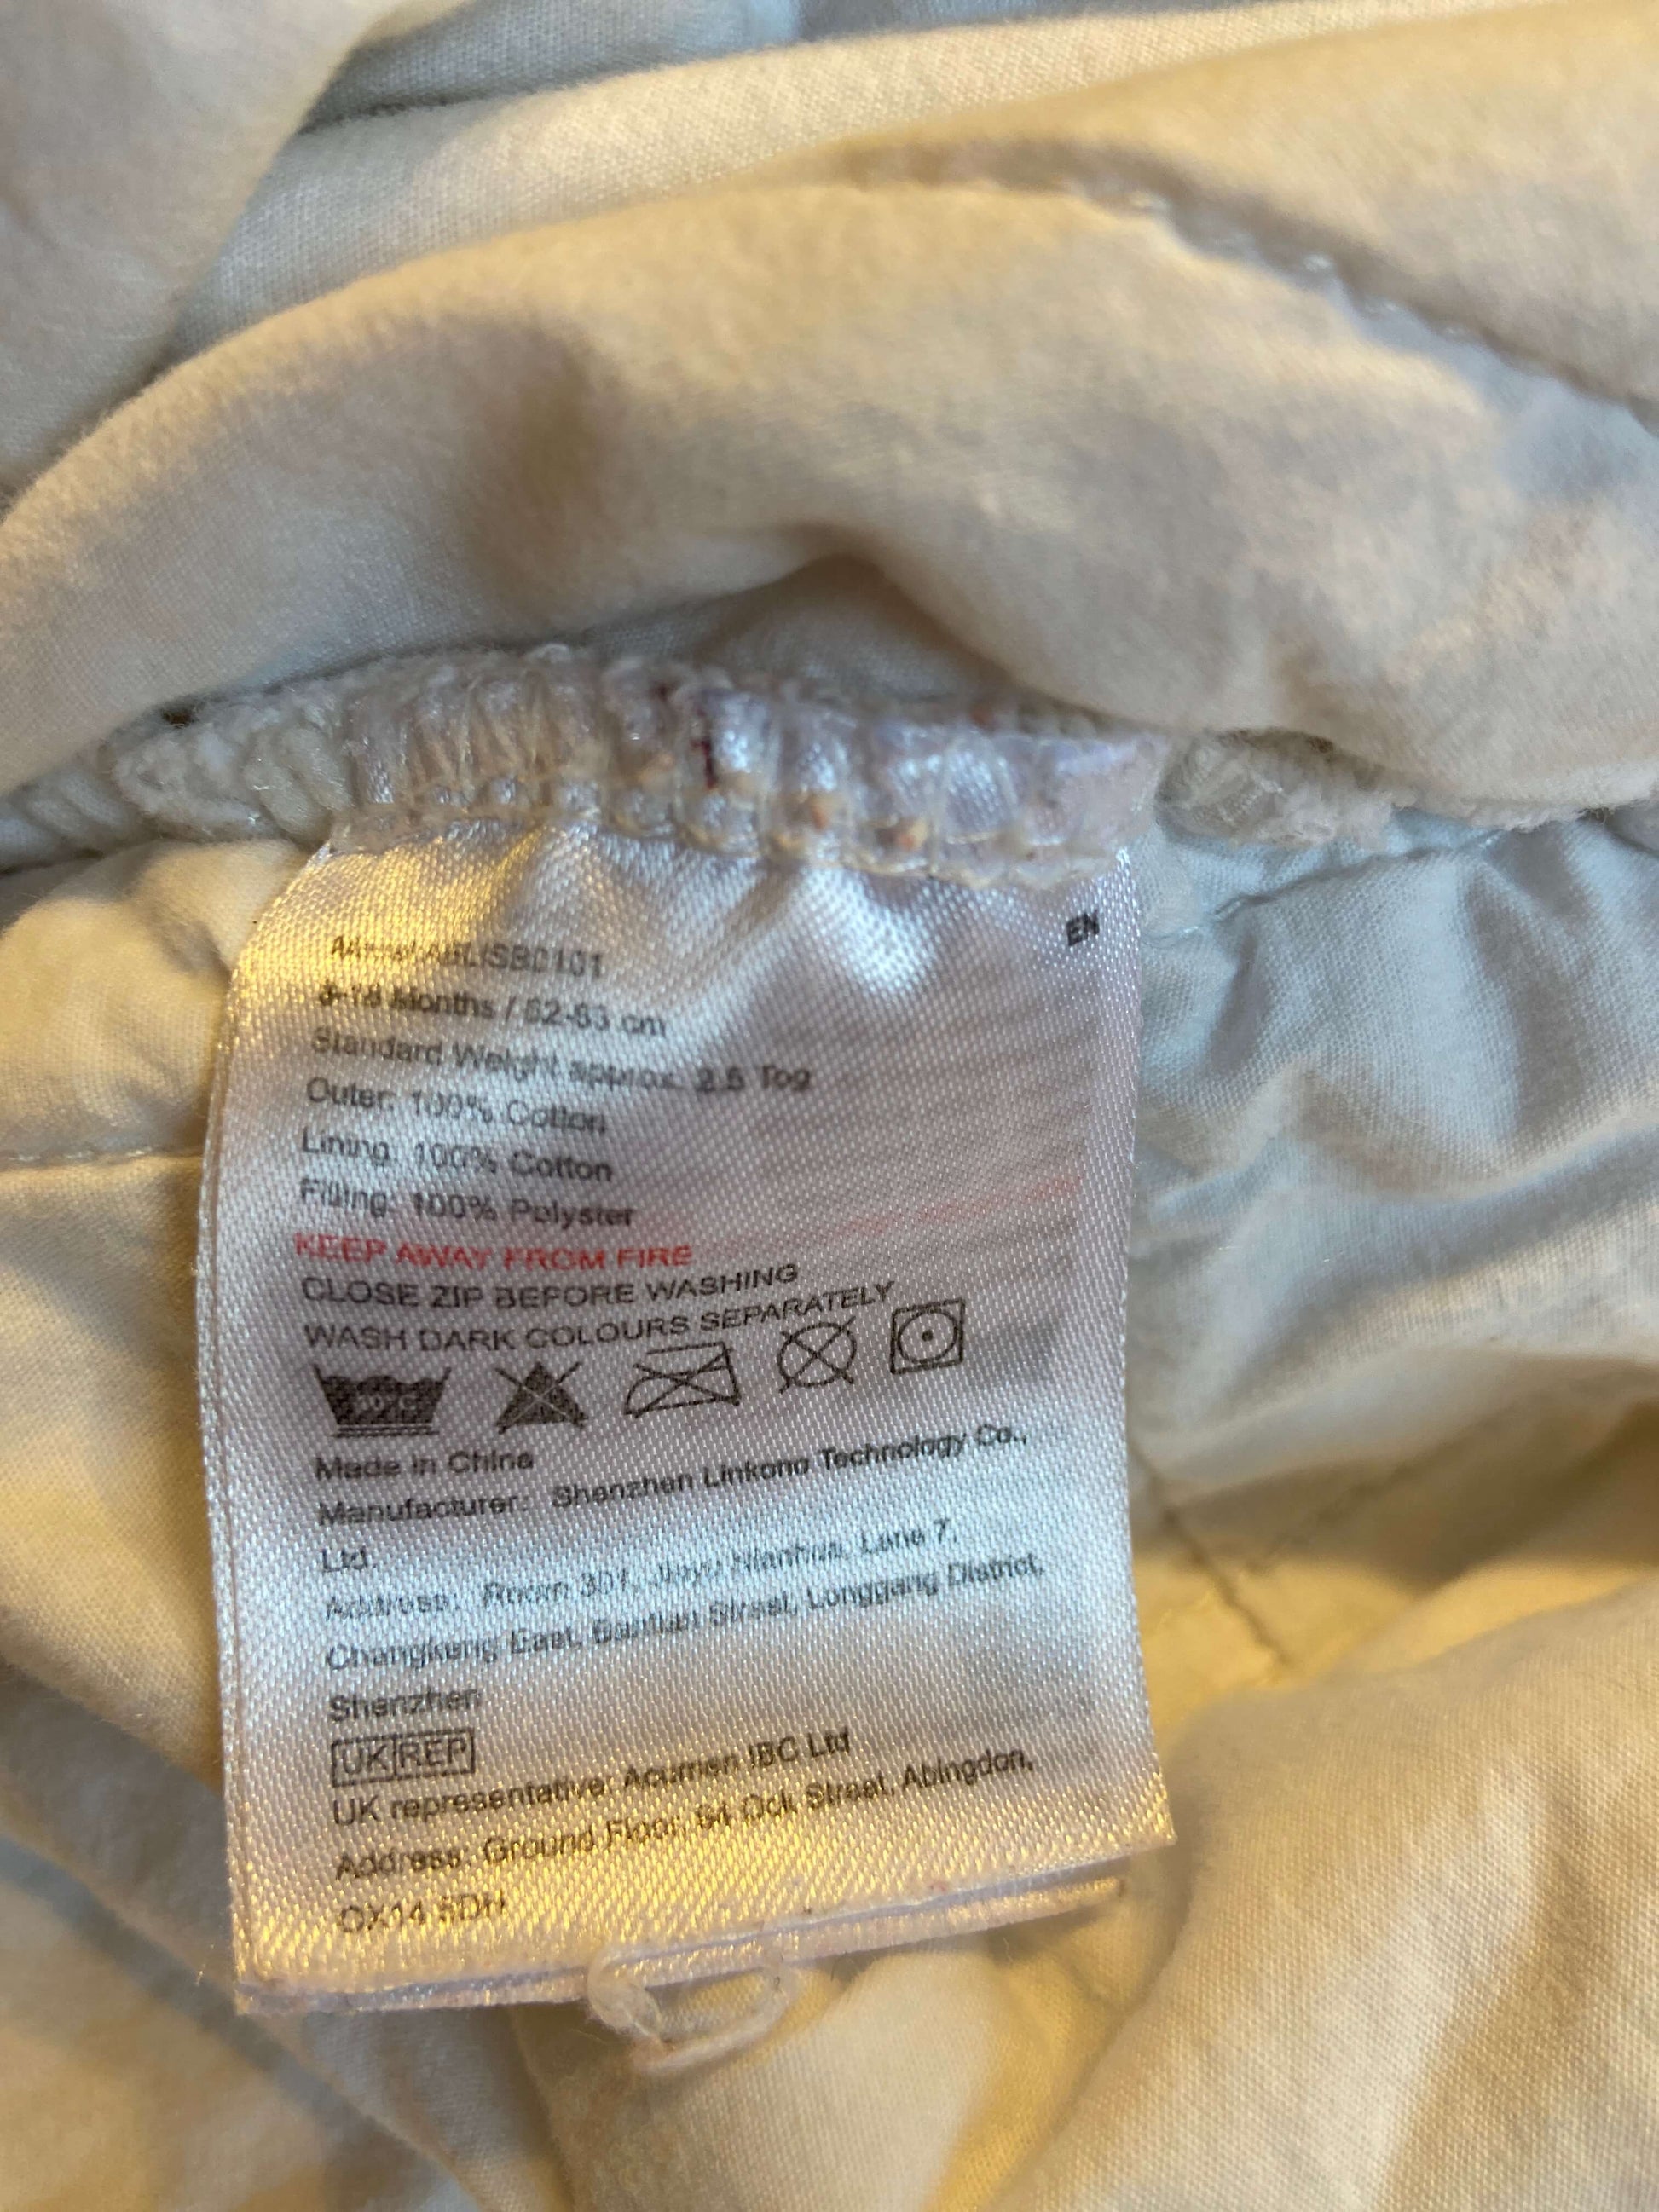 EN
Months / 62-83 cm
Standard Weight approx. 2.5 Tog
Outer: 100% Cotton
Lining: 100% Cotton
Filling: 100% Polyster
KEEP AWAY FROM FIRE
CLOSE ZIP BEFORE WASHING
WASH DARK COLOURS SEPARATELY
Made in China
Manufacturer: Shenzhen Linkono Technology Co.,
Ltd.
Address: Room 301, Lane 7,
Changkeng East, Bantian Street, Longgang District,
Shenzhen
UK REP
UK representative: Acumen IBC Ltd
Address: Ground Floor, 94 Ock Street, Abingdon,
OX14 5DH